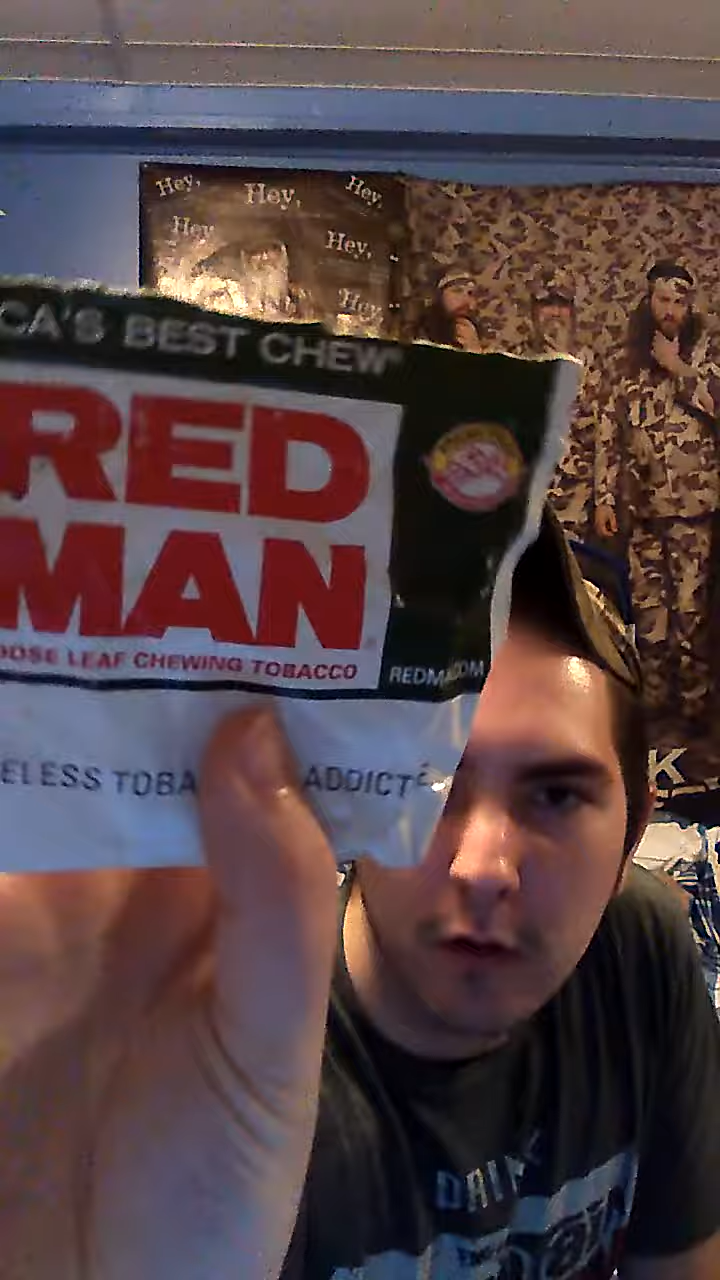 Hey, Hey, Hey,
Hey Hey,
Hey,
CA'S BEST CHEW
RED
MAN
OOSE LEAF CHEWING TOBACCO
REDM .COM
ELESS TOBA ADDICT
K